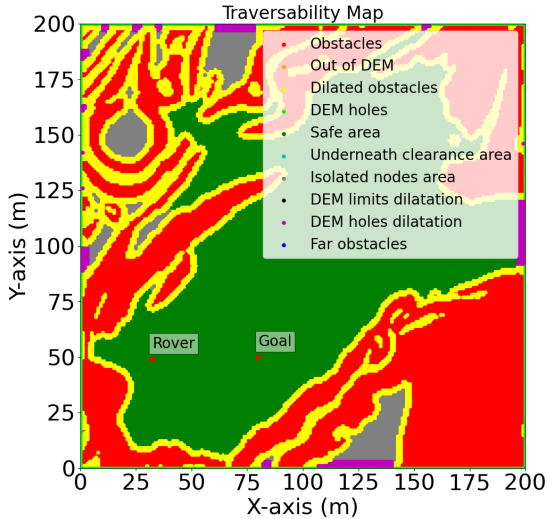 Traversability Map
200
175
150
125
100
75
50
25
0
Y-axis (m)
Obstacles
Out of DEM
Dilated obstacles
DEM holes
Safe area
Underneath clearance area
Isolated nodes area
DEM limits dilatation
DEM holes dilatation
Far obstacles
Rover
Goal
0 25 50 75 100 125 150 175 200
X-axis (m)